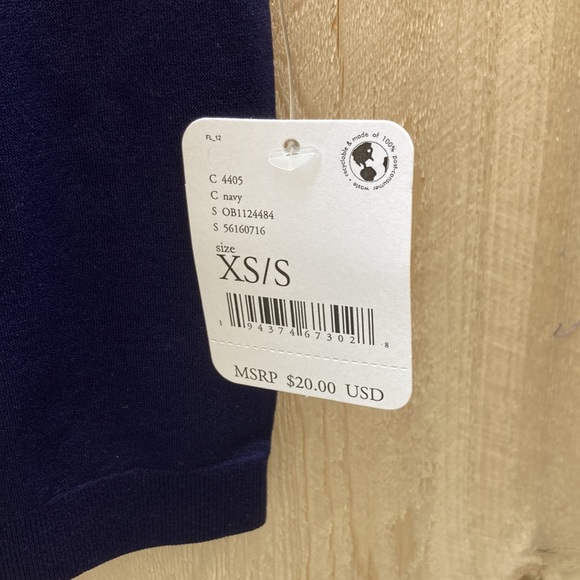 FL_12
recyclable & made of 100% post-consumer waste •
C 4405
C navy
S OB1124484
S 56160716
size
XS/S
1 94374 67302 8
MSRP $20.00 USD